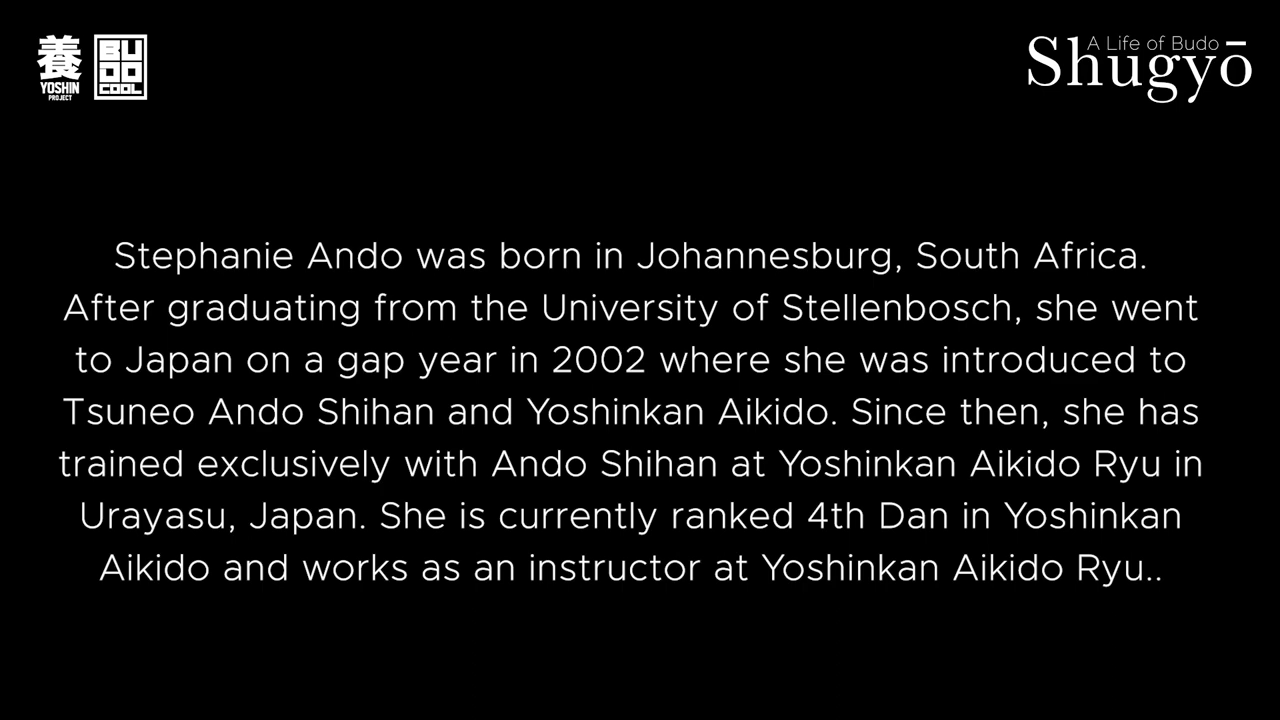 養
YOSHIN
PROJECT
BU
DO
COOL
A Life of Budo
Shugyō
Stephanie Ando was born in Johannesburg, South Africa.
After graduating from the University of Stellenbosch, she went
to Japan on a gap year in 2002 where she was introduced to
Tsuneo Ando Shihan and Yoshinkan Aikido. Since then, she has
trained exclusively with Ando Shihan at Yoshinkan Aikido Ryu in
Urayasu, Japan. She is currently ranked 4th Dan in Yoshinkan
Aikido and works as an instructor at Yoshinkan Aikido Ryu..